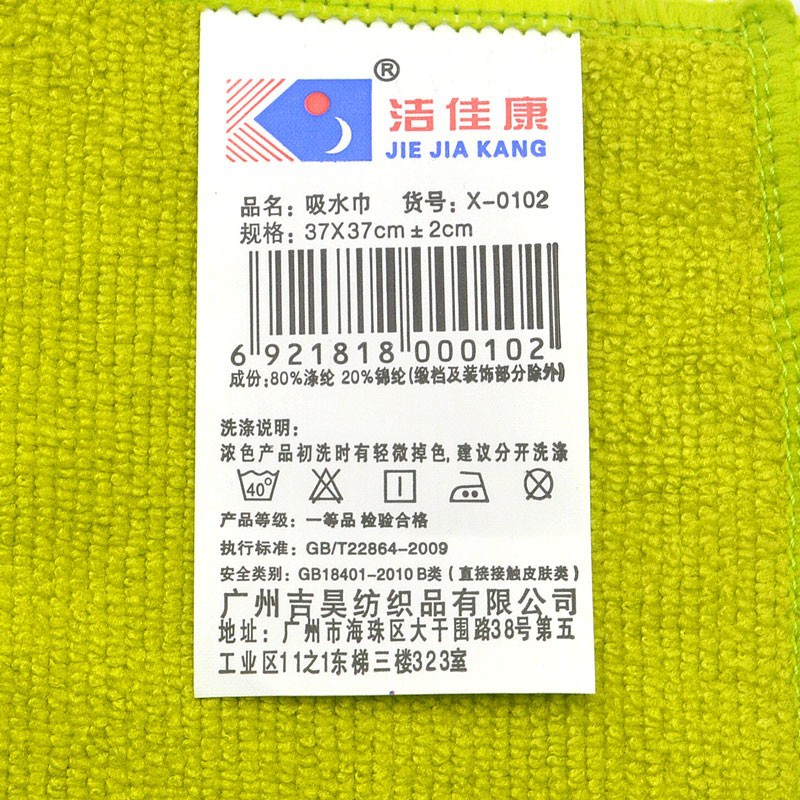 ®
洁佳康
JIE JIA KANG
品名: 吸水巾 货号: X-0102
规格: 37X37cm±2cm
6 921818 000102
成份:80%涤纶 20%锦纶(缎档及装饰部分除外)
洗涤说明:
浓色产品初洗时有轻微掉色,建议分开洗涤
40°
产品等级: 一等品 检验合格
执行标准: GB/T22864-2009
安全类别: GB18401-2010 B类 (直接接触皮肤类)
广州吉昊纺织品有限公司
地址: 广州市海珠区大干围路38号第五
工业区11之1东梯三楼323室